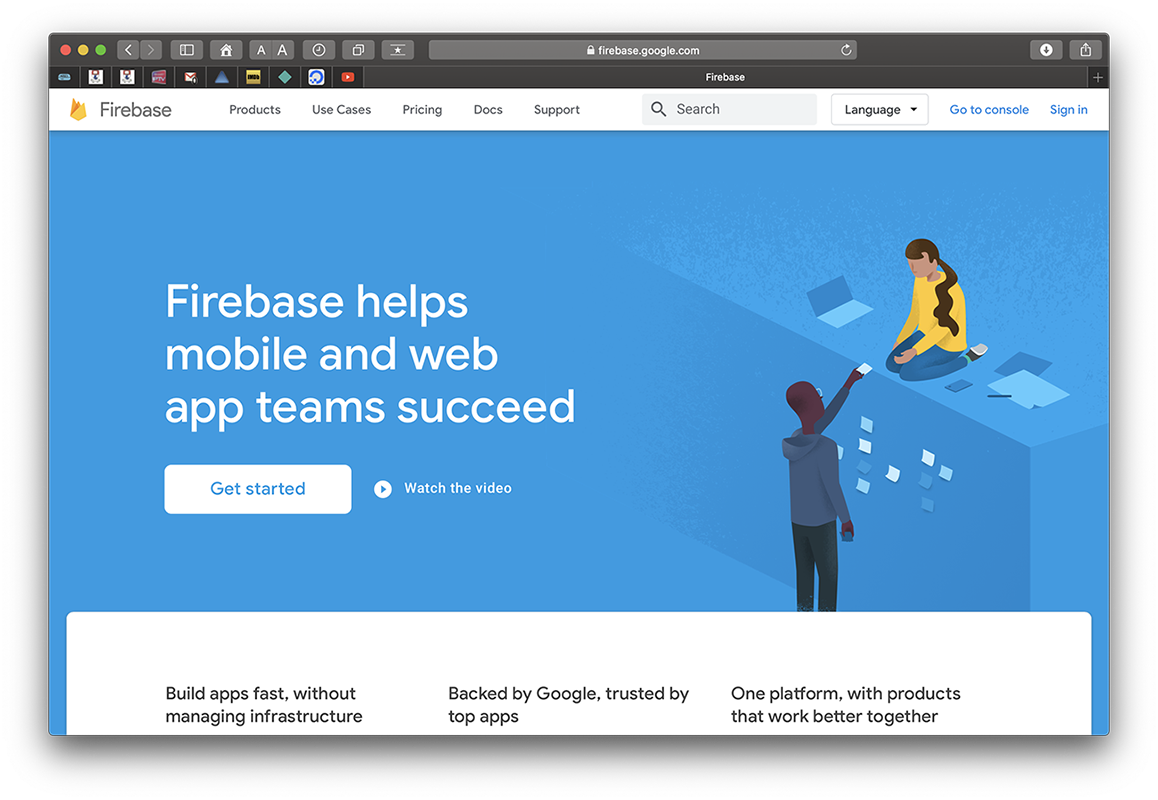 A A
firebase.google.com
Firebase
Firebase
Products
Use Cases
Pricing
Docs
Support
Search
Language
Go to console
Sign in
Firebase helps
mobile and web
app teams succeed
Get started
Watch the video
Build apps fast, without
managing infrastructure
Backed by Google, trusted by
top apps
One platform, with products
that work better together